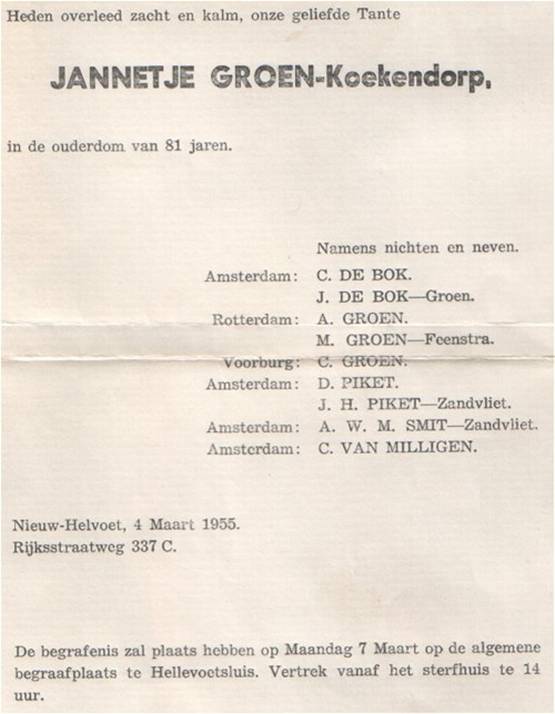 Heden overleed zacht en kalm, onze geliefde Tante
JANNETJE GROEN-Koekendorp,
in de ouderdom van 81 jaren.
Namens nichten en neven.
Amsterdam: C. DE BOK.
J. DE BOK—Groen.
Rotterdam: A. GROEN.
M. GROEN—Feenstra.
Voorburg: C. GROEN.
Amsterdam: D. PIKET.
J. H. PIKET—Zandvliet.
Amsterdam: A. W. M. SMIT—Zandvliet.
Amsterdam: C. VAN MILLIGEN.
Nieuw-Helvoet, 4 Maart 1955.
Rijksstraatweg 337 C.
De begrafenis zal plaats hebben op Maandag 7 Maart op de algemene
begraafplaats te Hellevoetsluis. Vertrek vanaf het sterfhuis te 14
uur.